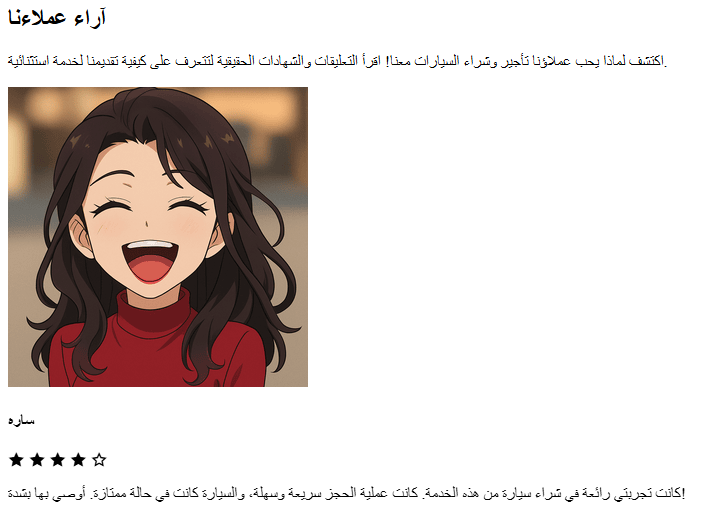 آراء عملاءنا
اكتشف لماذا يحب عملاؤنا تأجير وشراء السيارات معنا! اقرأ التعليقات والشهادات الحقيقية لتتعرف على كيفية تقديمنا لخدمة استثنائية.
ساره
★★★★☆
كانت تجربتي رائعة في شراء سيارة من هذه الخدمة. كانت عملية الحجز سريعة وسهلة، والسيارة كانت في حالة ممتازة. أوصي بها بشدة!